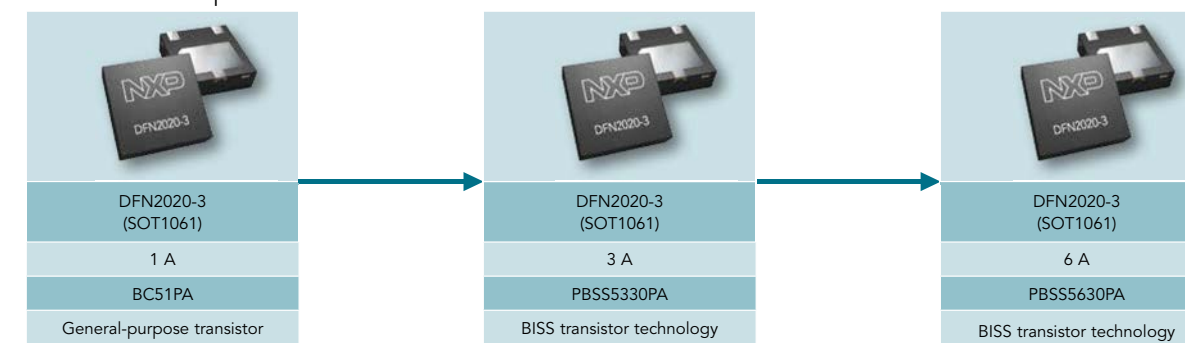 NXP
DFN2020-3
DFN2020-3
(SOT1061)
1 A
BC51PA
General-purpose transistor
NXP
DFN2020-3
DFN2020-3
(SOT1061)
3 A
PBSS5330PA
BISS transistor technology
NXP
DFN2020-3
DFN2020-3
(SOT1061)
6 A
PBSS5630PA
BISS transistor technology